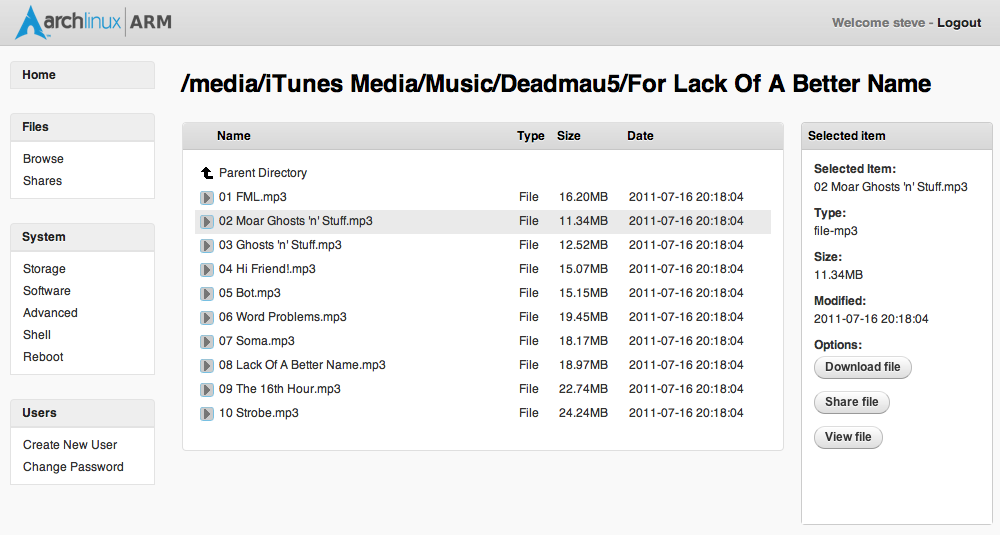 archlinux ARM
Welcome steve - Logout
Home
Files
Browse
Shares
System
Storage
Software
Advanced
Shell
Reboot
Users
Create New User
Change Password
/media/iTunes Media/Music/Deadmau5/For Lack Of A Better Name
Name Type Size Date
Parent Directory
01 FML.mp3 File 16.20MB 2011-07-16 20:18:04
02 Moar Ghosts 'n' Stuff.mp3 File 11.34MB 2011-07-16 20:18:04
03 Ghosts 'n' Stuff.mp3 File 12.52MB 2011-07-16 20:18:04
04 Hi Friend!.mp3 File 15.07MB 2011-07-16 20:18:04
05 Bot.mp3 File 15.15MB 2011-07-16 20:18:04
06 Word Problems.mp3 File 19.45MB 2011-07-16 20:18:04
07 Soma.mp3 File 18.17MB 2011-07-16 20:18:04
08 Lack Of A Better Name.mp3 File 18.97MB 2011-07-16 20:18:04
09 The 16th Hour.mp3 File 22.74MB 2011-07-16 20:18:04
10 Strobe.mp3 File 24.24MB 2011-07-16 20:18:04
Selected item
Selected Item:
02 Moar Ghosts 'n' Stuff.mp3
Type:
file-mp3
Size:
11.34MB
Modified:
2011-07-16 20:18:04
Options:
Download file
Share file
View file